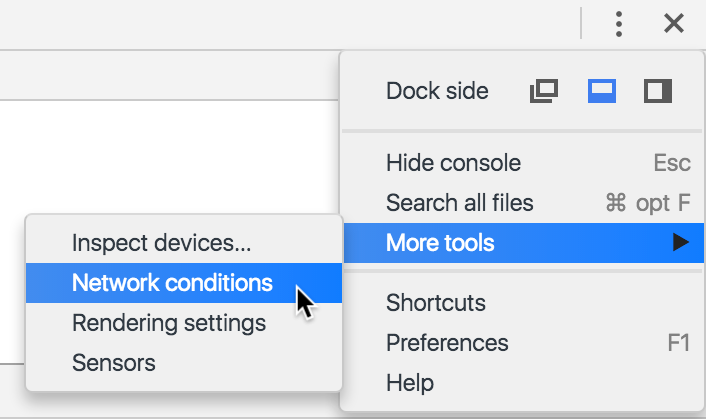 Dock side
Hide console Esc
Search all files ⌘ opt F
More tools
Shortcuts
Preferences F1
Help
Inspect devices...
Network conditions
Rendering settings
Sensors